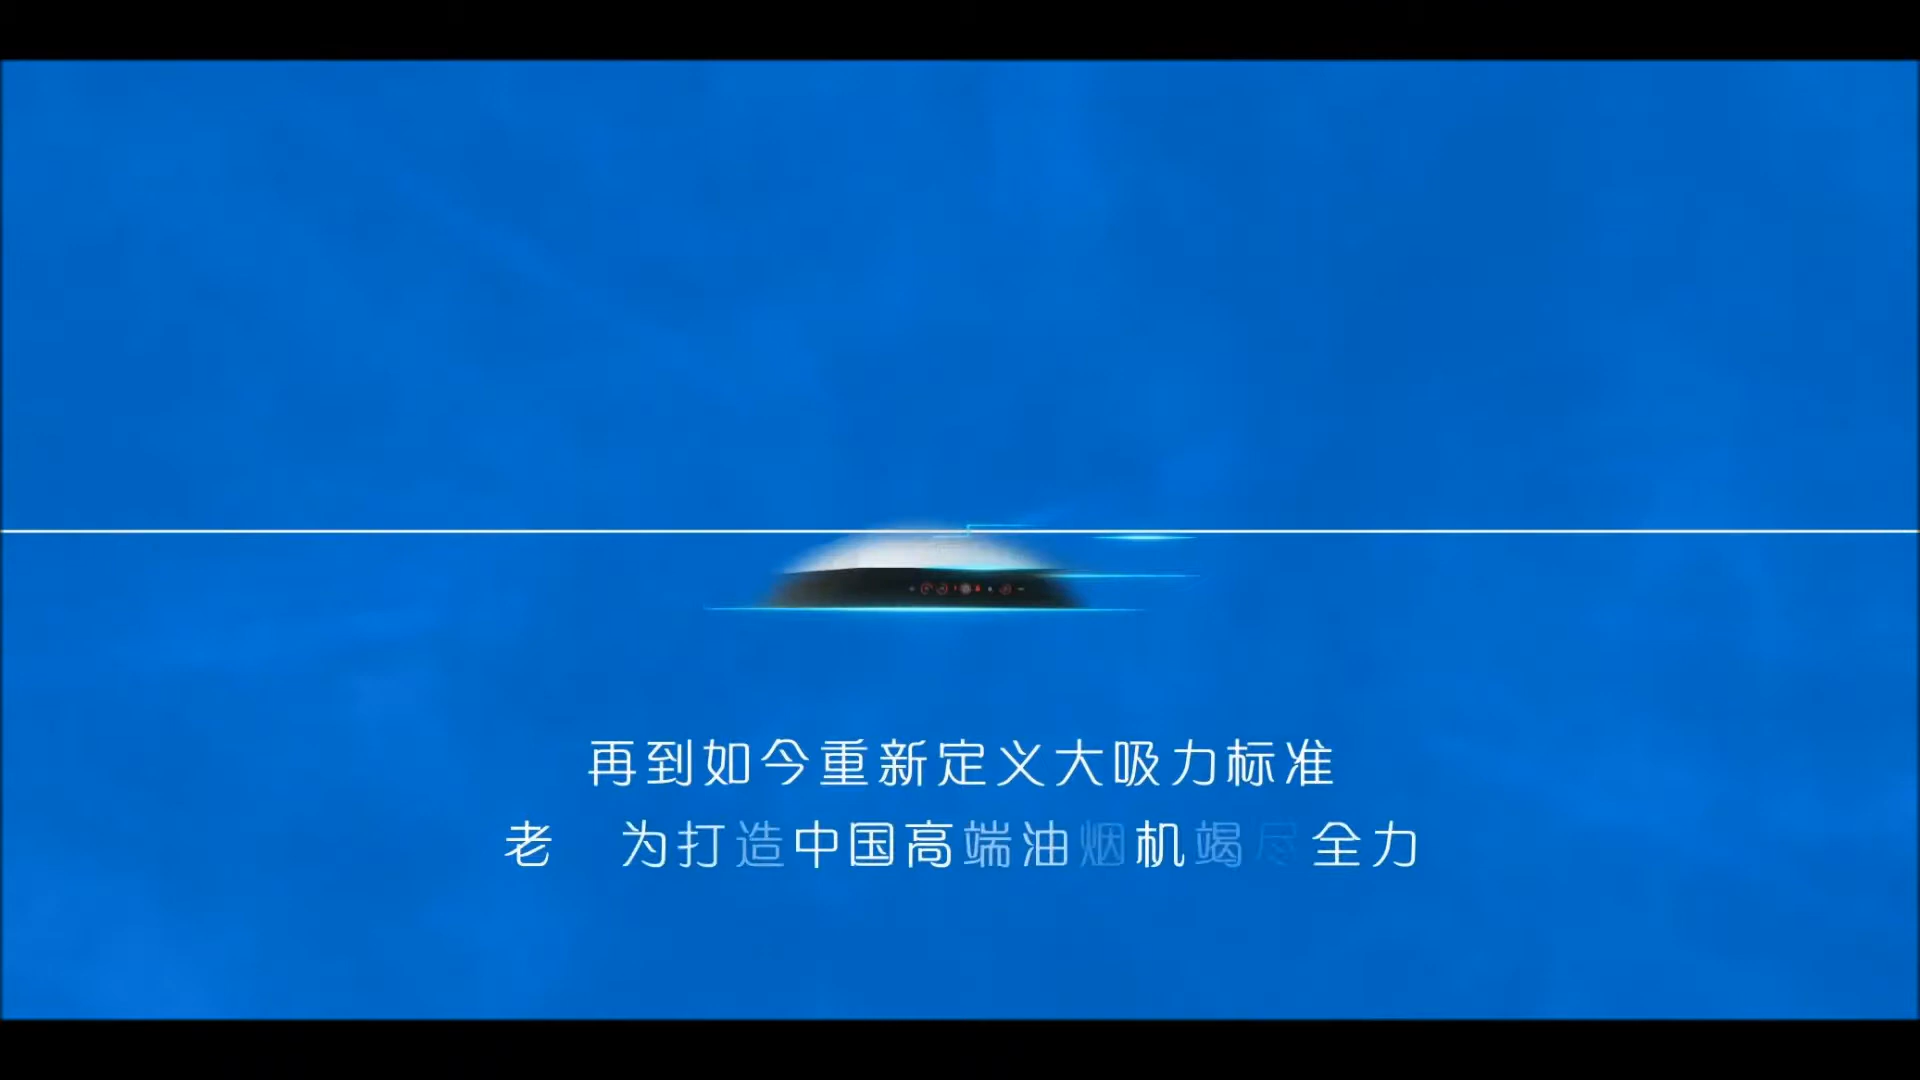 再到如今重新定义大吸力标准
老 为打造中国高端油烟机竭尽全力